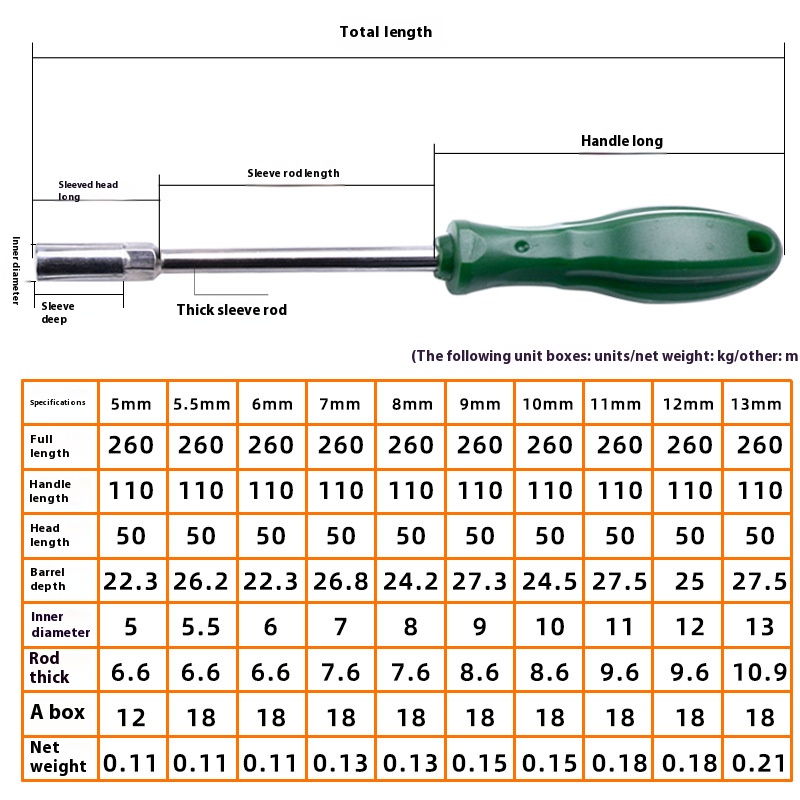 Total length
Handle long
Sleeve rod length
Sleeved head
long
Inner diameter
Sleeve
deep
Thick sleeve rod
(The following unit boxes: units/net weight: kg/other: m
Specifications 5mm 5.5mm 6mm 7mm 8mm 9mm 10mm 11mm 12mm 13mm
Full
length 260 260 260 260 260 260 260 260 260 260
Handle
length 110 110 110 110 110 110 110 110 110 110
Head
length 50 50 50 50 50 50 50 50 50 50
Barrel
depth 22.3 26.2 22.3 26.8 24.2 27.3 24.5 27.5 25 27.5
Inner
diameter 5 5.5 6 7 8 9 10 11 12 13
Rod
thick 6.6 6.6 6.6 7.6 7.6 8.6 8.6 9.6 9.6 10.9
A box 12 18 18 18 18 18 18 18 18 18
Net
weight 0.11 0.11 0.11 0.13 0.13 0.15 0.15 0.18 0.18 0.21